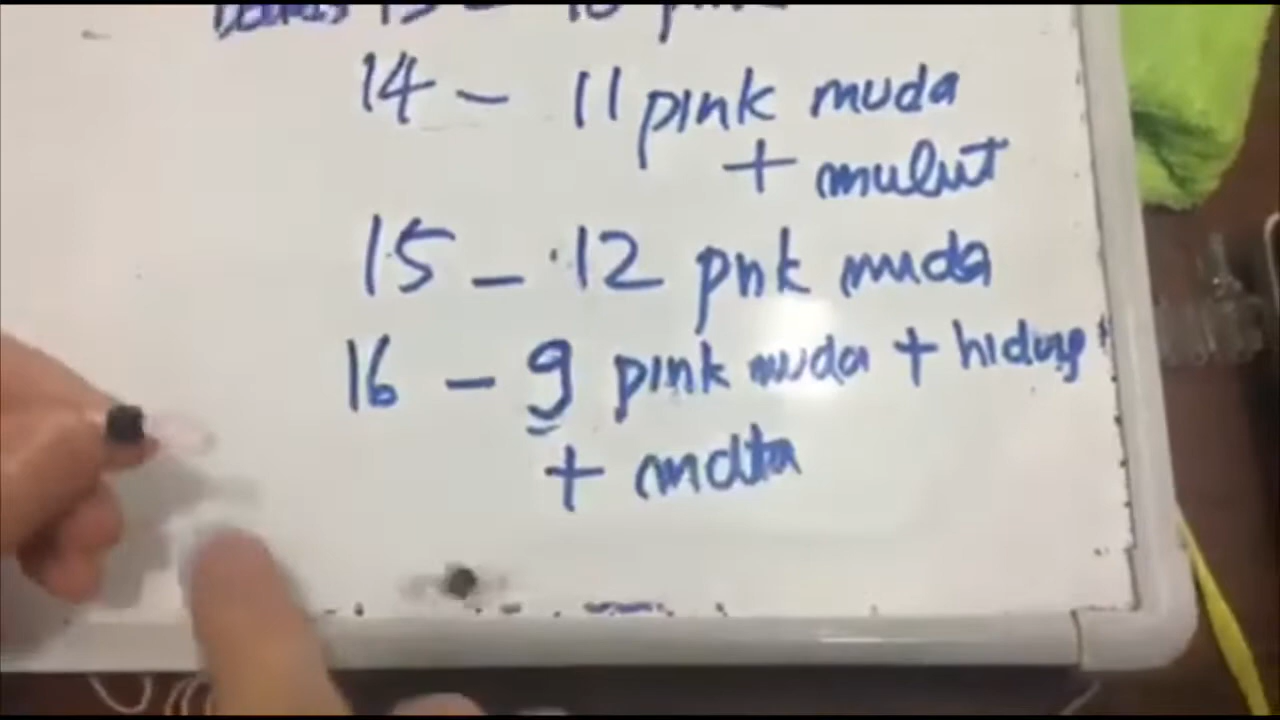 14 - 11 pink muda
+ mulut
15 - 12 pnk muda
16 - 9 pink muda + hidung
+ mata